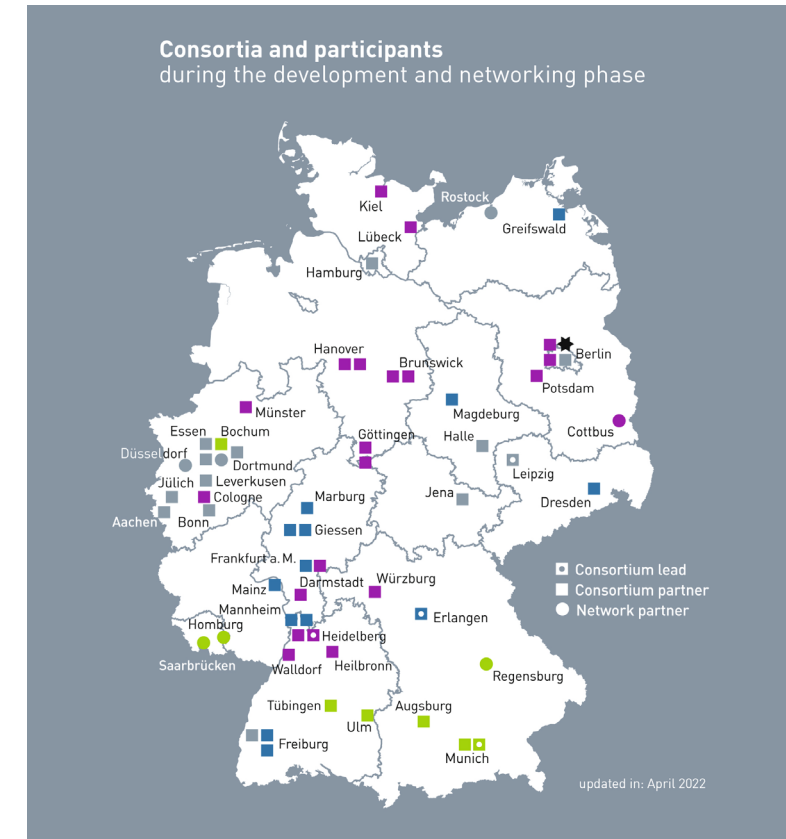 Consortia and participants
during the development and networking phase
Rostock
Kiel
Greifswald
Lübeck
Hamburg
Hanover
Berlin
Brunswick
Potsdam
Münster
Magdeburg
Essen Bochum
Göttingen
Halle
Cottbus
Düsseldorf
Dortmund
Leipzig
Jülich
Leverkusen
Marburg
Jena
Dresden
Cologne
Aachen
Bonn
Giessen
Frankfurt a. M.
Consortium lead
Mainz
Darmstadt
Würzburg
Consortium partner
Mannheim
Network partner
Homburg
Erlangen
Heidelberg
Saarbrücken
Walldorf
Heilbronn
Regensburg
Tübingen
Augsburg
Ulm
Freiburg
Munich
updated in: April 2022